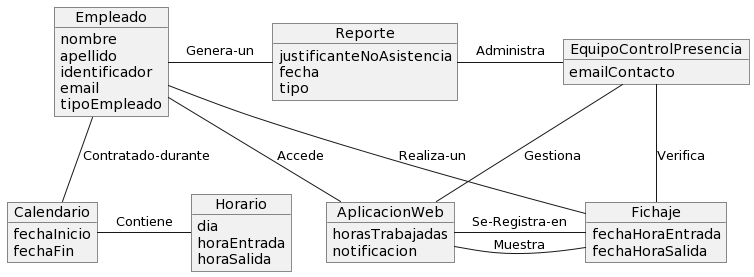 Empleado
nombre
apellido
identificador
email
tipoEmpleado
Genera-un
Reporte
justificanteNoAsistencia
fecha
tipo
Administra
EquipoControlPresencia
emailContacto
Contratado-durante
Accede
Realiza-un
Gestiona
Verifica
Calendario
fechaInicio
fechaFin
Contiene
Horario
dia
horaEntrada
horaSalida
AplicacionWeb
horasTrabajadas
notificacion
Se-Registra-en
Muestra
Fichaje
fechaHoraEntrada
fechaHoraSalida